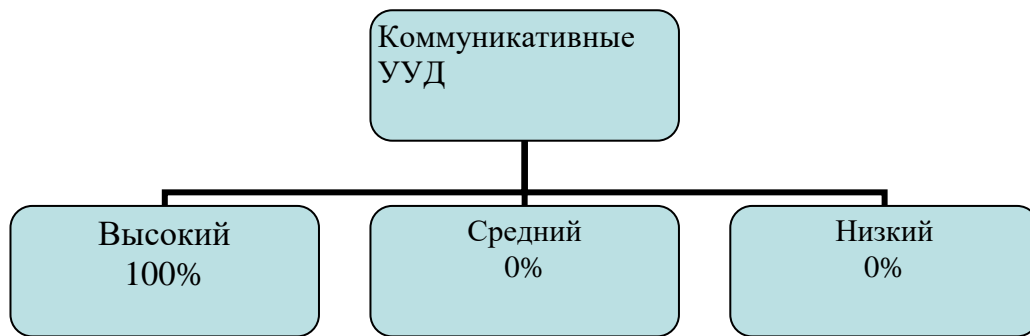 Коммуникативные
УУД
Высокий
100%
Средний
0%
Низкий
0%